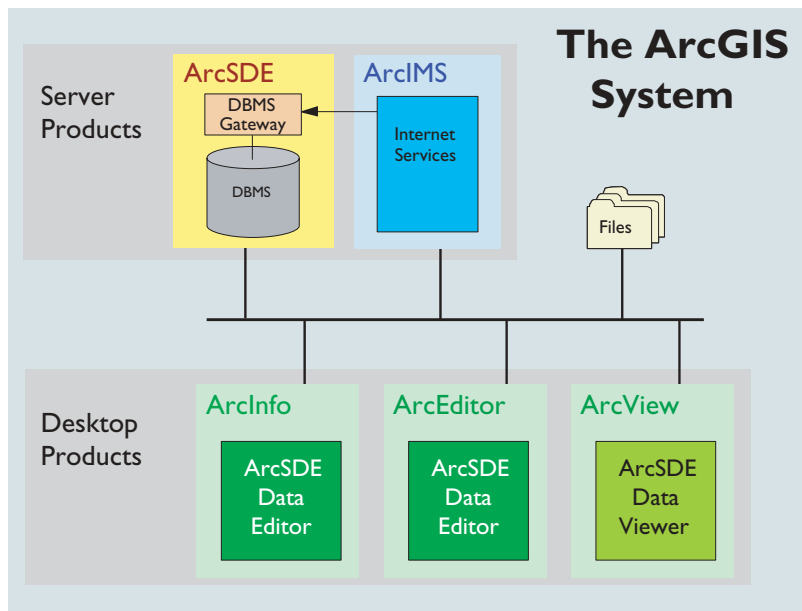 The ArcGIS
System
Server
Products
ArcSDE
DBMS
Gateway
DBMS
ArcIMS
Internet
Services
Files
Desktop
Products
ArcInfo
ArcSDE
Data
Editor
ArcEditor
ArcSDE
Data
Editor
ArcView
ArcSDE
Data
Viewer